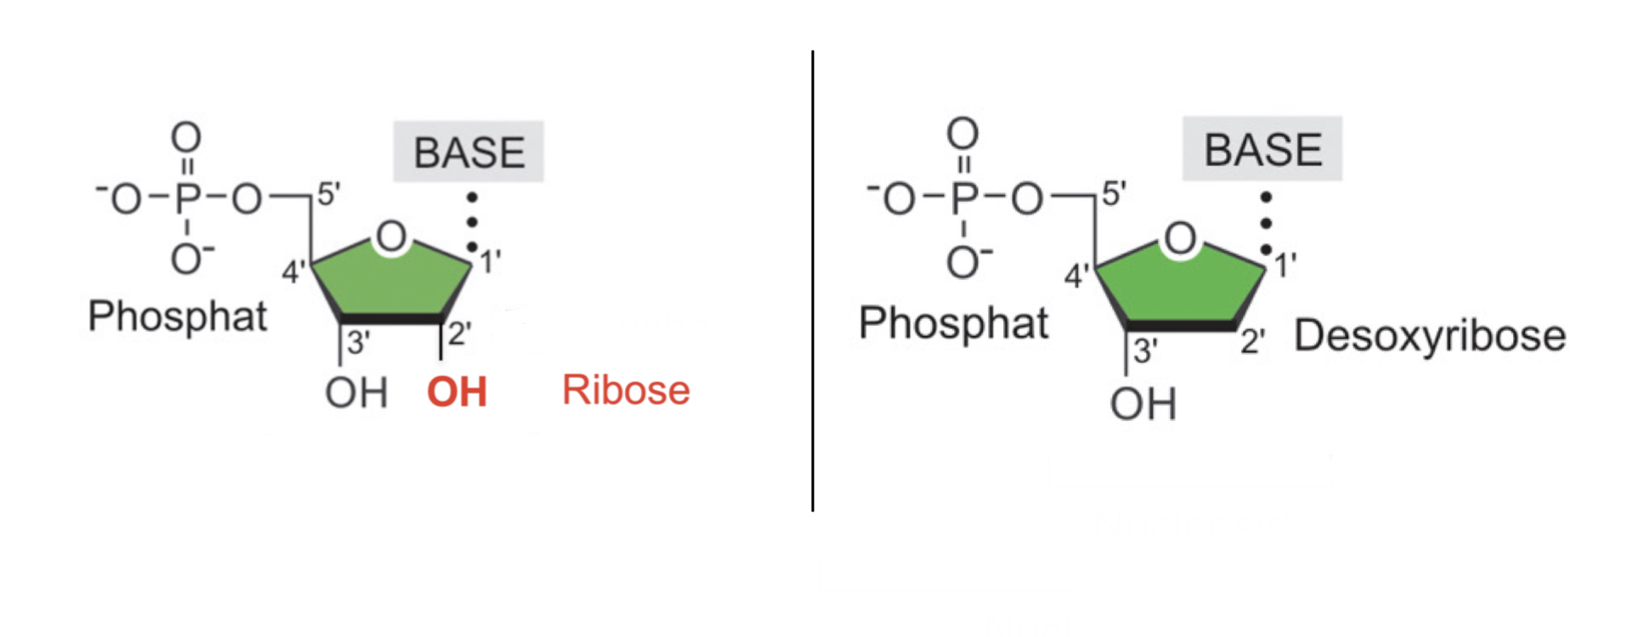 O
BASE
⁻O–P–O
5'
O⁻
O
4'
1'
Phosphat
3'
2'
OH
OH
Ribose
O
BASE
⁻O–P–O
5'
O⁻
O
4'
1'
Phosphat
3'
2'
Desoxyribose
OH